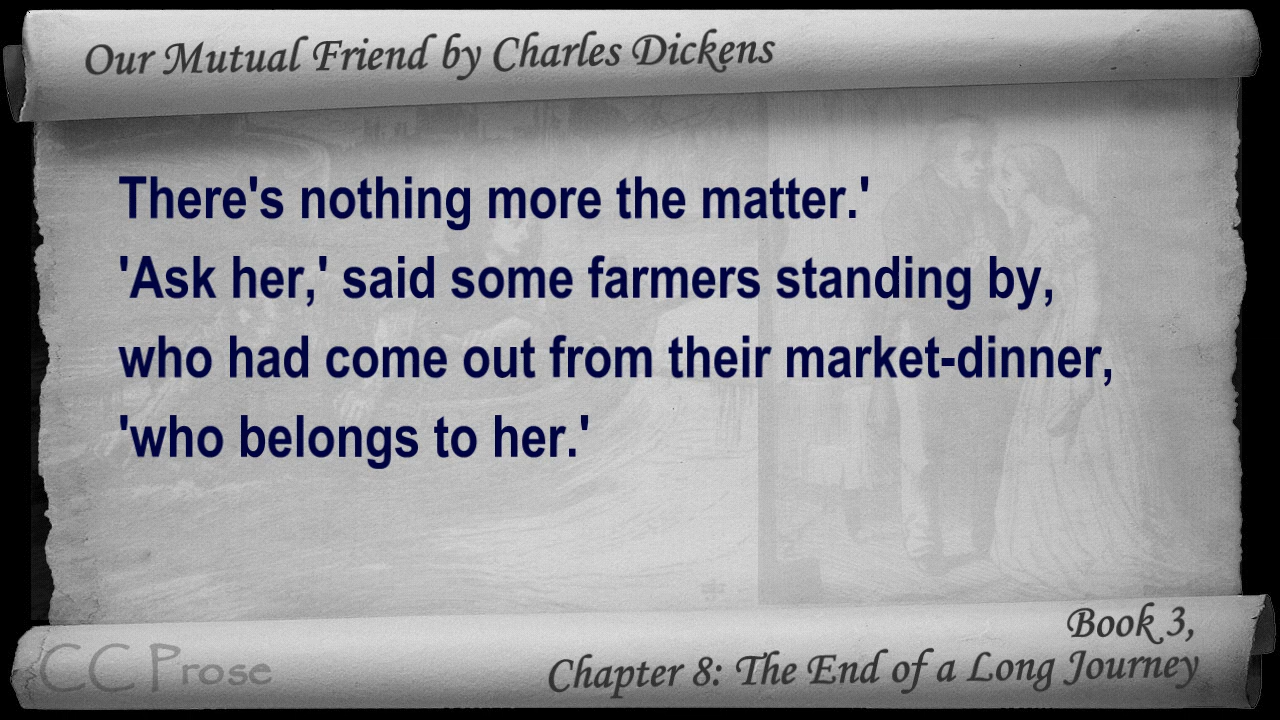 Our Mutual Friend by Charles Dickens
There's nothing more the matter.'
'Ask her,' said some farmers standing by,
who had come out from their market-dinner,
'who belongs to her.'
Book 3,
CC Prose
Chapter 8: The End of a Long Journey